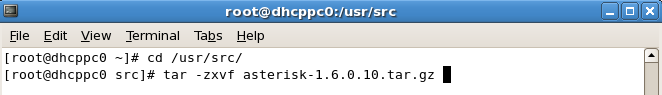 root@dhcppc0:/usr/src
File Edit View Terminal Tabs Help
[root@dhcppc0 ~]# cd /usr/src/
[root@dhcppc0 src]# tar -zxvf asterisk-1.6.0.10.tar.gz